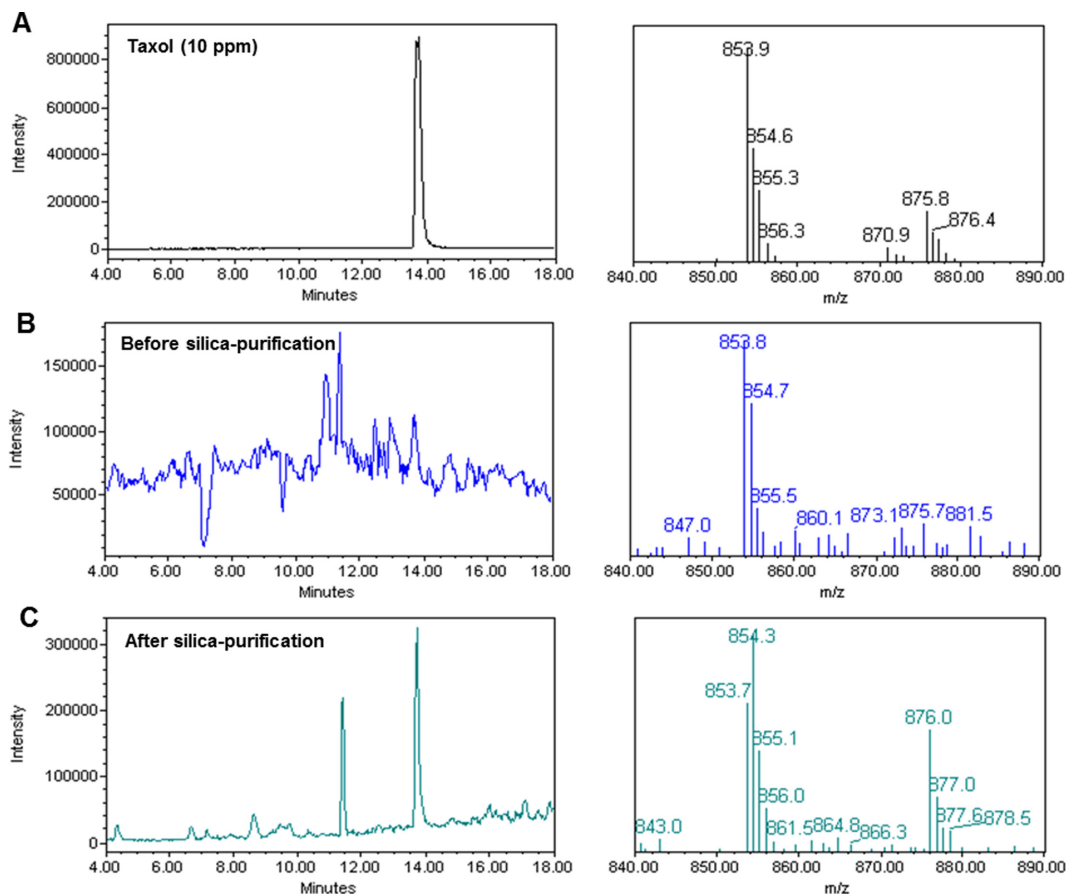 A
Taxol (10 ppm)
Intensity
800000
600000
400000
200000
0
4.00 6.00 8.00 10.00 12.00 14.00 16.00 18.00
Minutes
853.9
854.6
855.3
856.3
870.9
875.8
876.4
840.00 850.00 860.00 870.00 880.00 890.00
m/z
B
Before silica-purification
Intensity
150000
100000
50000
4.00 6.00 8.00 10.00 12.00 14.00 16.00 18.00
Minutes
853.8
854.7
855.5
847.0
860.1
873.1
875.7
881.5
840.00 850.00 860.00 870.00 880.00 890.00
m/z
C
After silica-purification
Intensity
300000
200000
100000
0
4.00 6.00 8.00 10.00 12.00 14.00 16.00 18.00
Minutes
854.3
853.7
855.1
856.0
843.0
861.5
864.8
866.3
876.0
877.0
877.6
878.5
840.00 850.00 860.00 870.00 880.00 890.00
m/z